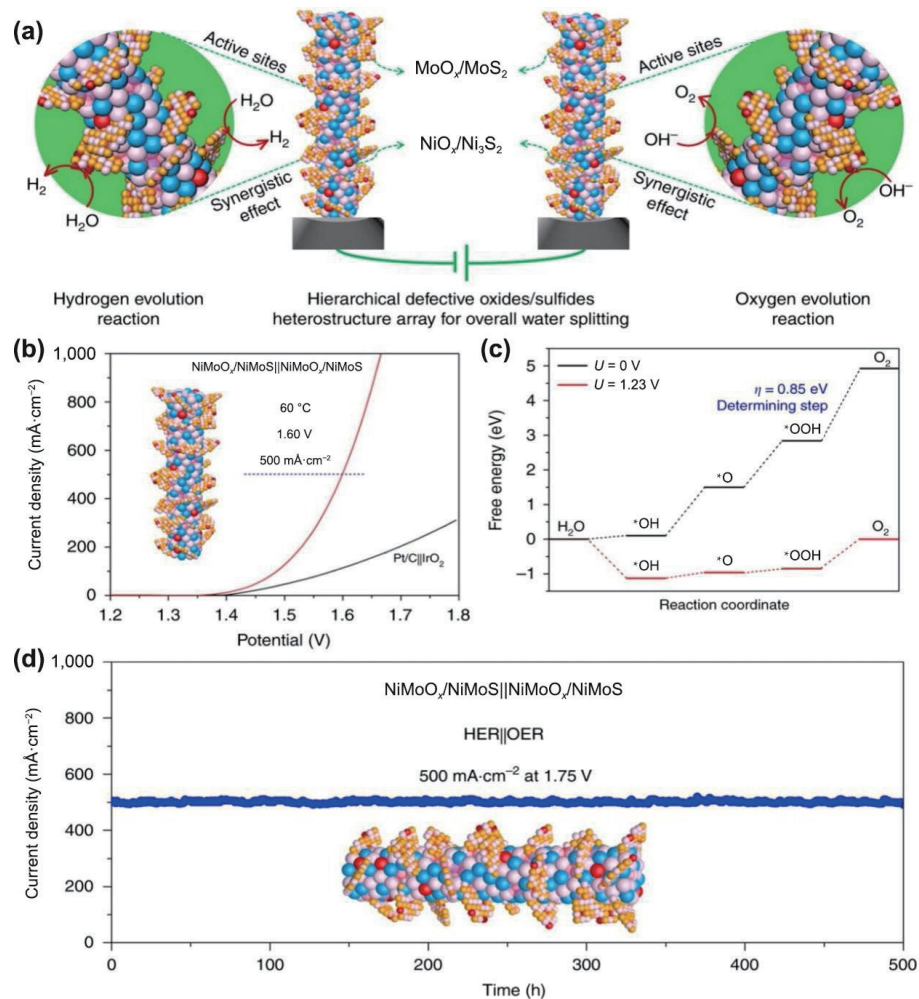 (a)
Active sites
MoOₓ/MoS₂
Active sites
H₂O
H₂
NiOₓ/Ni₃S₂
O₂
OH⁻
H₂
H₂O
Synergistic
effect
Synergistic
effect
O₂
OH⁻
Hydrogen evolution
reaction
Hierarchical defective oxides/sulfides
heterostructure array for overall water splitting
Oxygen evolution
reaction
(b)
1,000
800
600
400
200
0
Current density (mA·cm⁻²)
NiMoOₓ/NiMoS||NiMoOₓ/NiMoS
60 °C
1.60 V
500 mA·cm⁻²
Pt/C||IrO₂
1.2 1.3 1.4 1.5 1.6 1.7 1.8
Potential (V)
(c)
5
4
3
2
1
0
−1
Free energy (eV)
U = 0 V
U = 1.23 V
η = 0.85 eV
Determining step
O₂
*OOH
*O
H₂O
*OH
*OH
*O
*OOH
O₂
Reaction coordinate
(d)
1,000
800
600
400
200
0
Current density (mA·cm⁻²)
NiMoOₓ/NiMoS||NiMoOₓ/NiMoS
HER||OER
500 mA·cm⁻² at 1.75 V
0 100 200 300 400 500
Time (h)